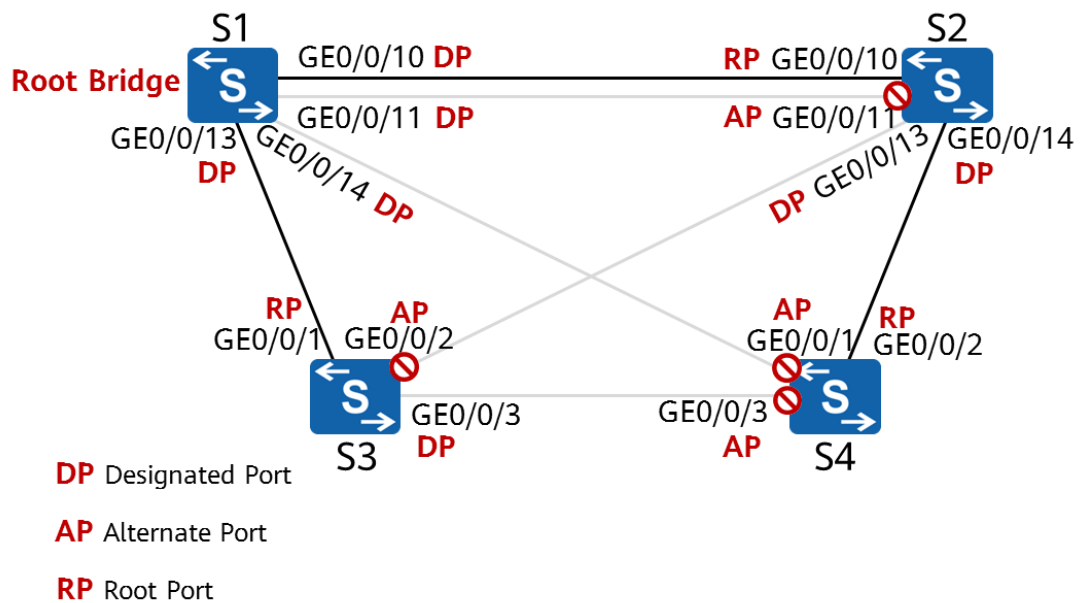 S1
S2
GE0/0/10 DP
RP GE0/0/10
Root Bridge
S
S
GE0/0/11 DP
AP GE0/0/11
GE0/0/13
DP
GE0/0/14 DP
DP GE0/0/13
GE0/0/14
DP
RP
GE0/0/1
AP
GE0/0/2
AP
GE0/0/1
RP
GE0/0/2
S
S
GE0/0/3
DP
GE0/0/3
AP
S3
S4
DP Designated Port
AP Alternate Port
RP Root Port